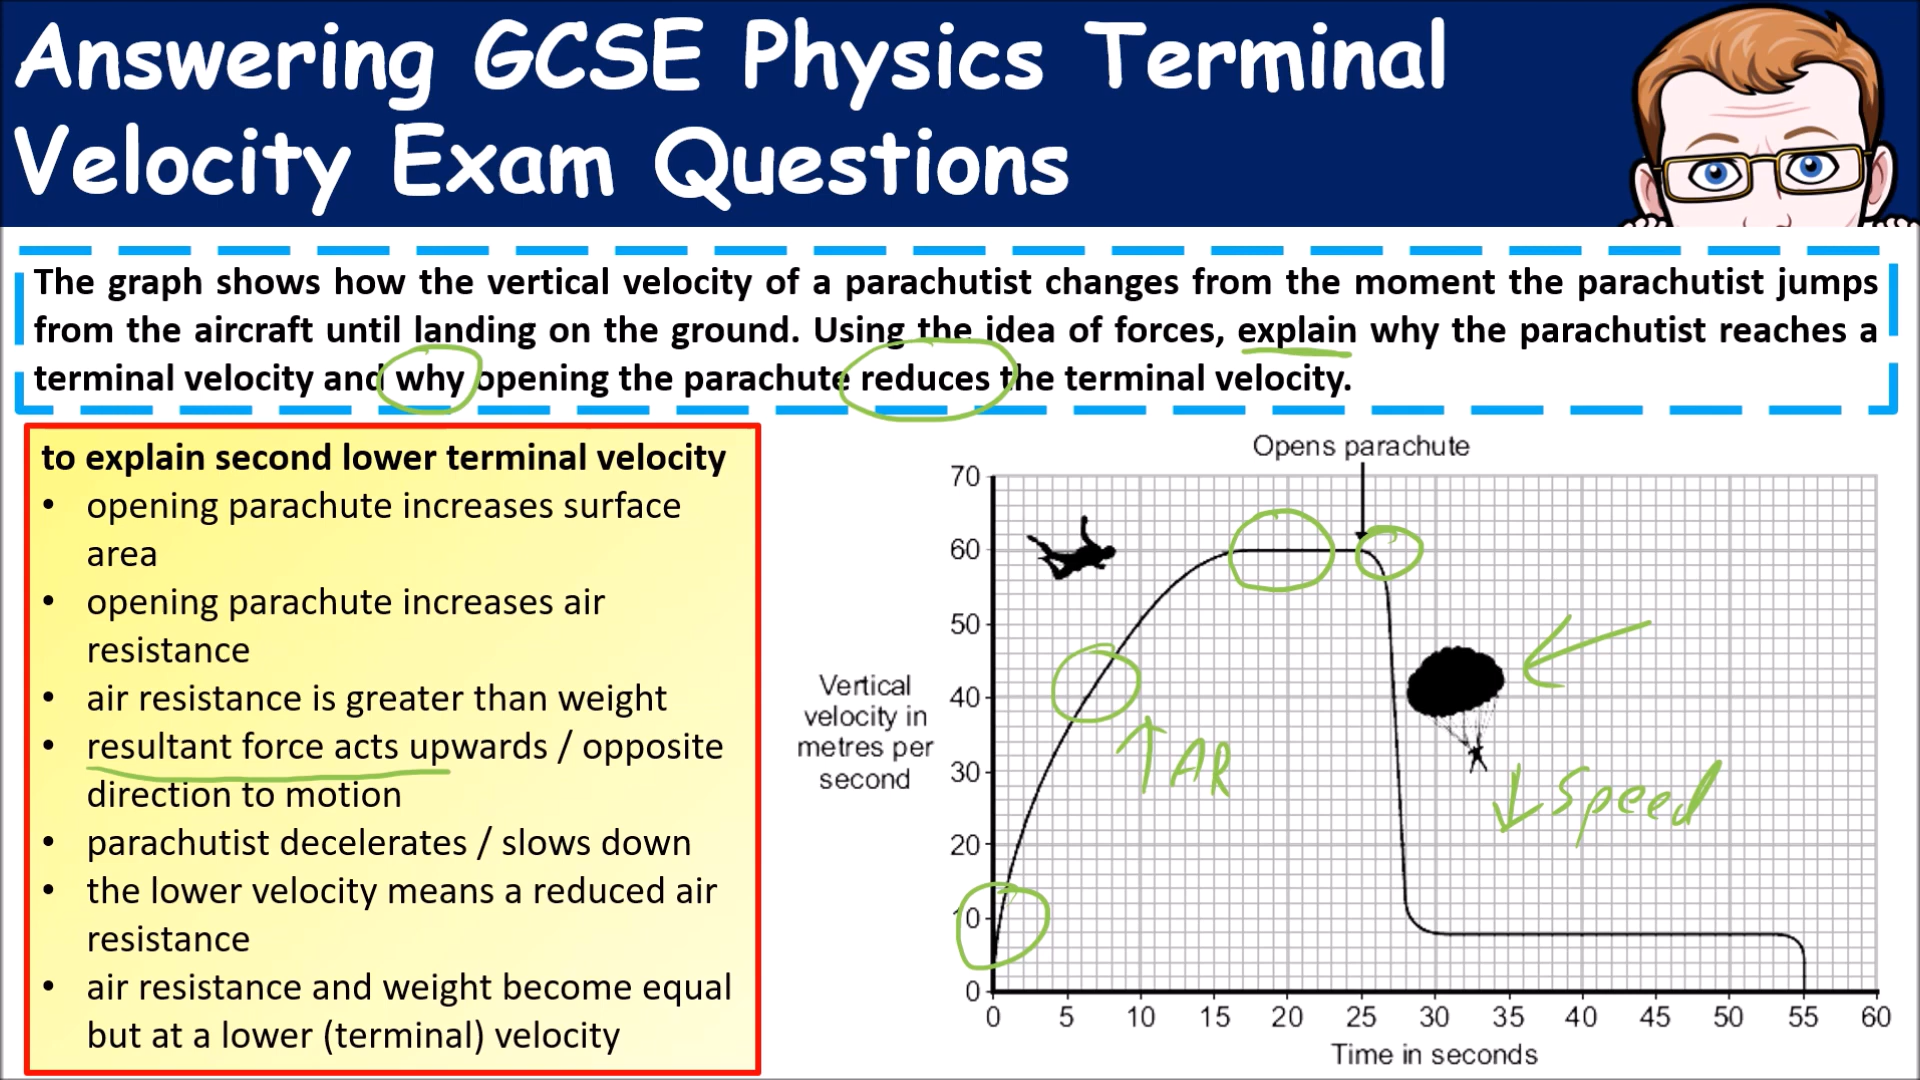 Answering GCSE Physics Terminal
Velocity Exam Questions
The graph shows how the vertical velocity of a parachutist changes from the moment the parachutist jumps
from the aircraft until landing on the ground. Using the idea of forces, explain why the parachutist reaches a
terminal velocity and why opening the parachute reduces the terminal velocity.
to explain second lower terminal velocity
• opening parachute increases surface
area
• opening parachute increases air
resistance
• air resistance is greater than weight
• resultant force acts upwards / opposite
direction to motion
• parachutist decelerates / slows down
• the lower velocity means a reduced air
resistance
• air resistance and weight become equal
but at a lower (terminal) velocity
Opens parachute
70
60
50
40
30
20
10
0
Vertical
velocity in
metres per
second
↑ AR
↓ Speed
0 5 10 15 20 25 30 35 40 45 50 55 60
Time in seconds